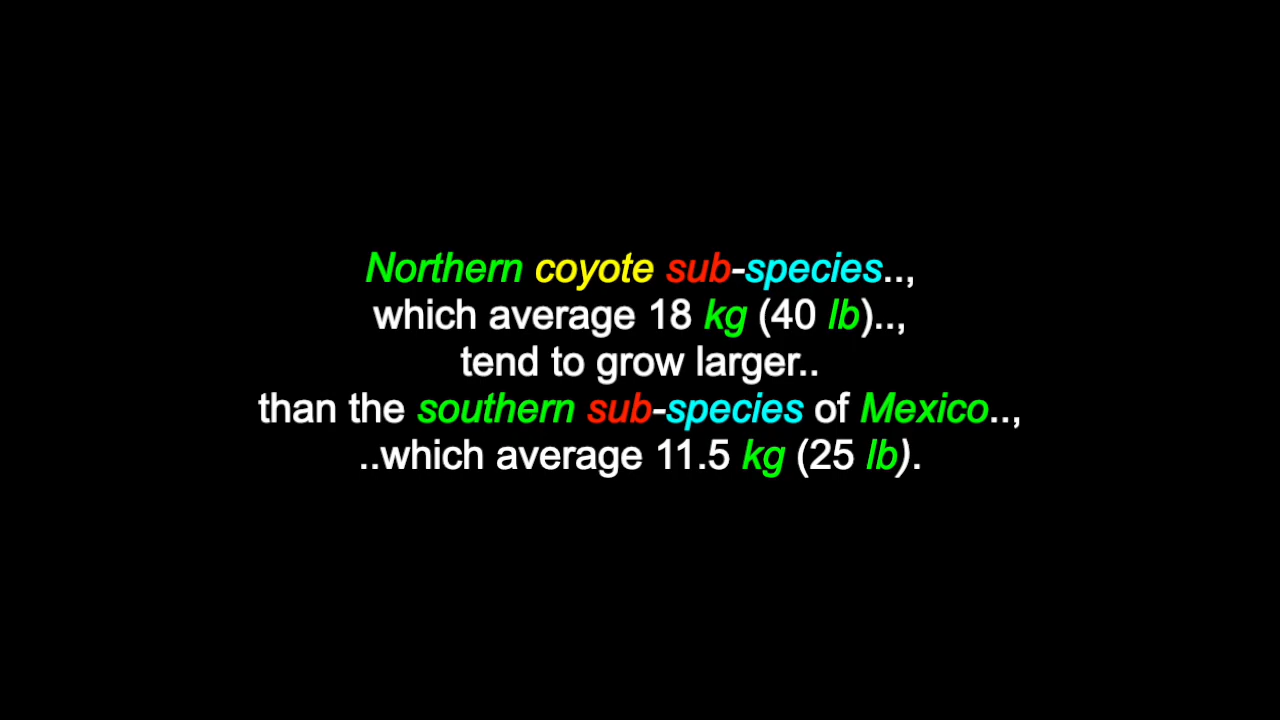 Northern coyote sub-species..,
which average 18 kg (40 lb)..,
tend to grow larger..
than the southern sub-species of Mexico..,
..which average 11.5 kg (25 lb).